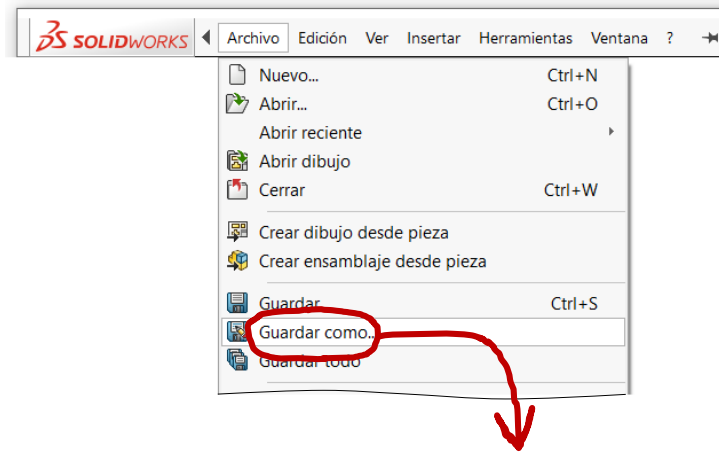 SOLIDWORKS Archivo Edición Ver Insertar Herramientas Ventana ?
Nuevo... Ctrl+N
Abrir... Ctrl+O
Abrir reciente
Abrir dibujo
Cerrar Ctrl+W
Crear dibujo desde pieza
Crear ensamblaje desde pieza
Guardar Ctrl+S
Guardar como...
Guardar todo